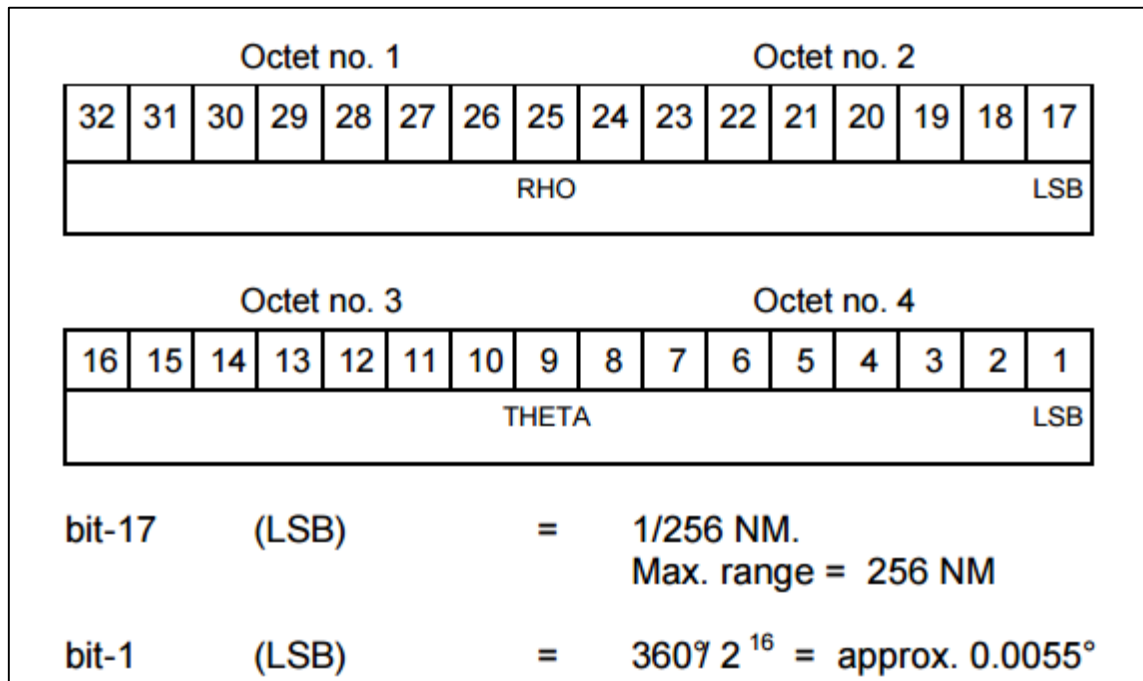 Octet no. 1 Octet no. 2
32 31 30 29 28 27 26 25 24 23 22 21 20 19 18 17
RHO LSB
Octet no. 3 Octet no. 4
16 15 14 13 12 11 10 9 8 7 6 5 4 3 2 1
THETA LSB
bit-17 (LSB) = 1/256 NM.
Max. range = 256 NM
bit-1 (LSB) = 360°/ 2 16 = approx. 0.0055°